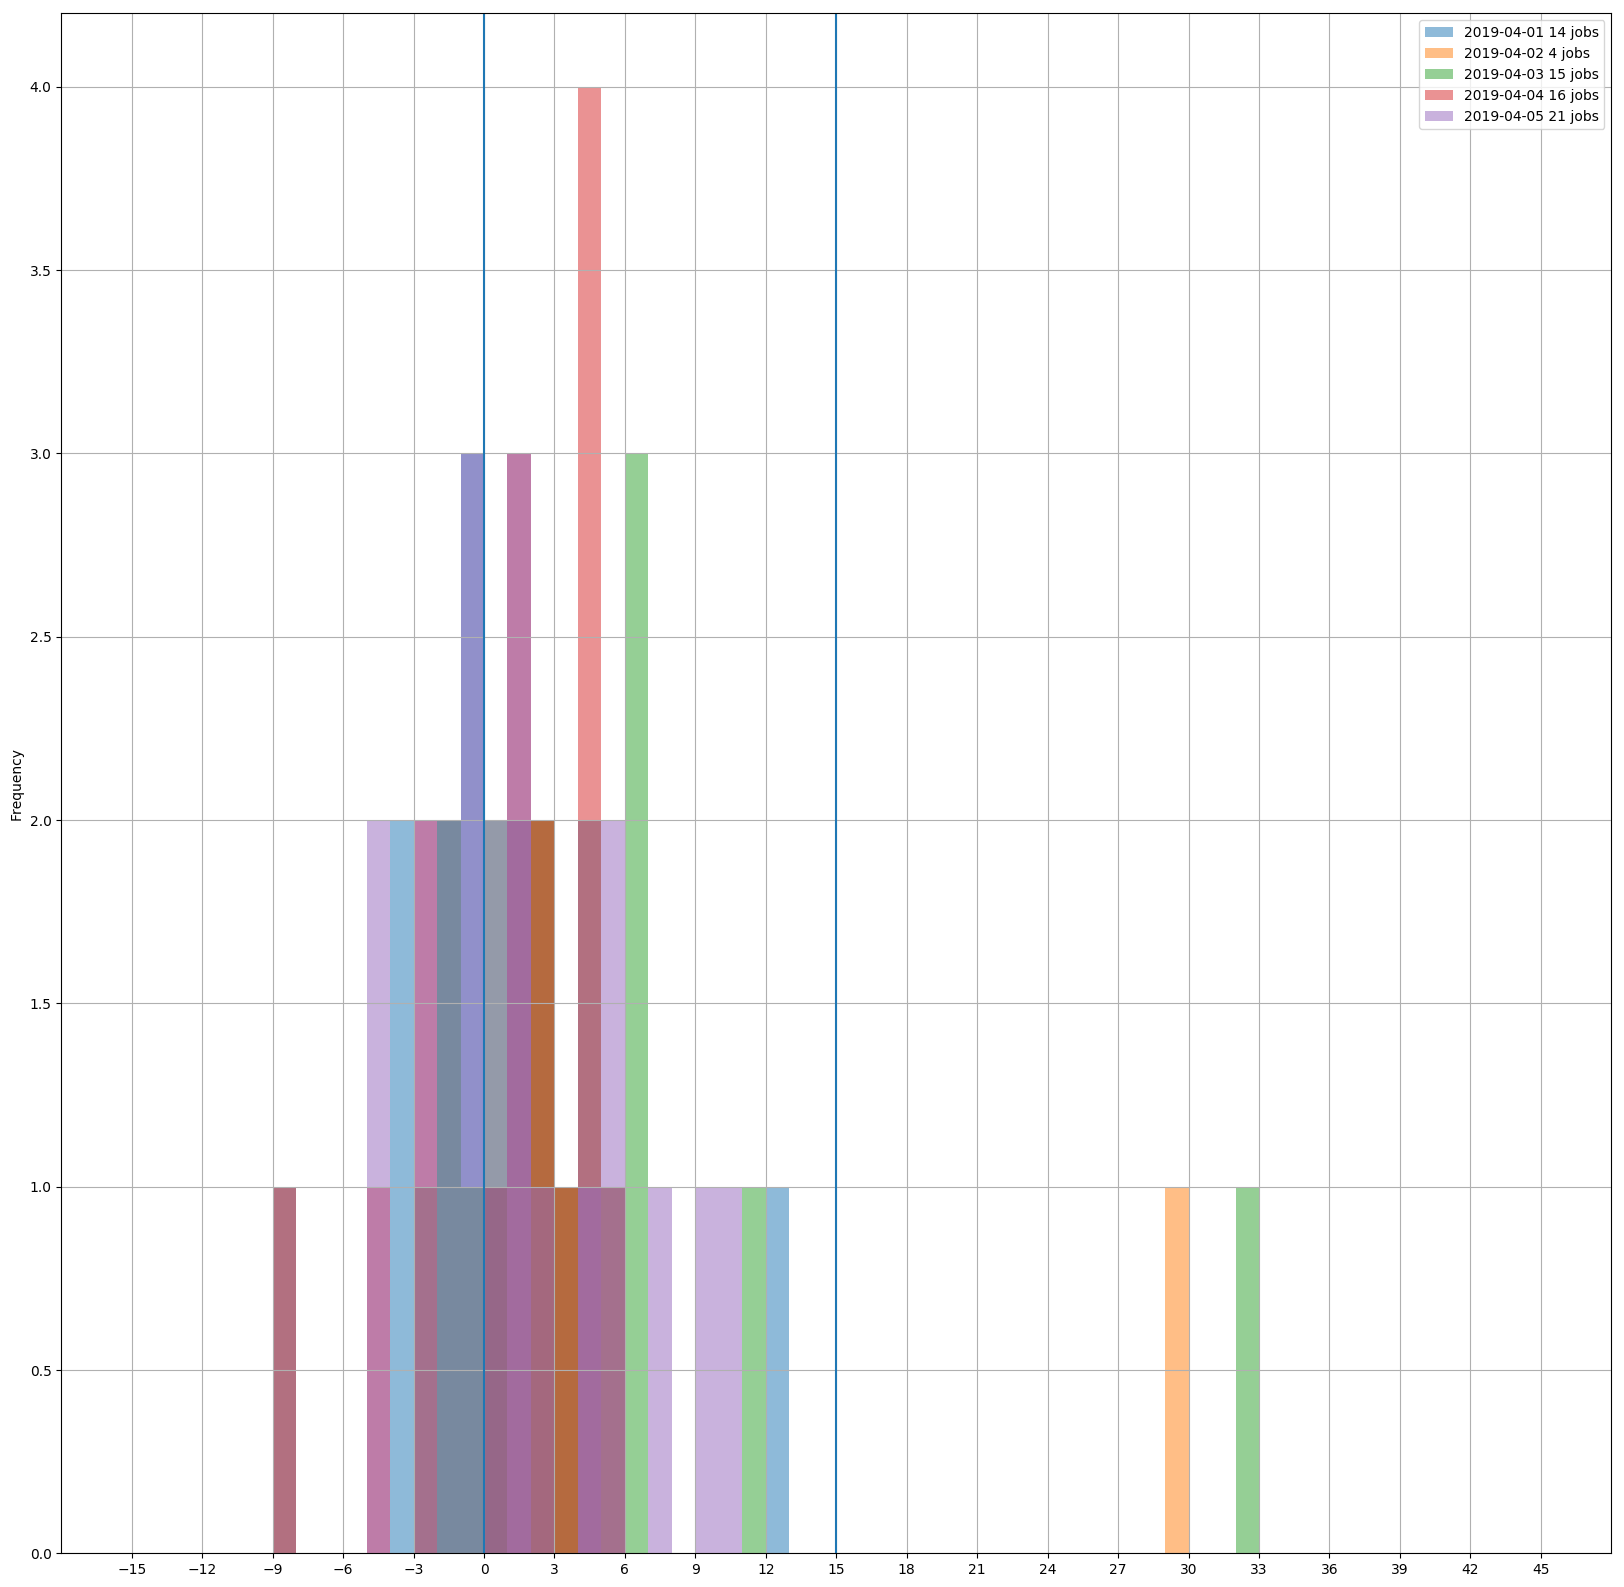 2019-04-01 14 jobs
2019-04-02 4 jobs
2019-04-03 15 jobs
2019-04-04 16 jobs
2019-04-05 21 jobs
4.0
3.5
3.0
2.5
2.0
1.5
1.0
0.5
0.0
Frequency
−15 −12 −9 −6 −3 0 3 6 9 12 15 18 21 24 27 30 33 36 39 42 45